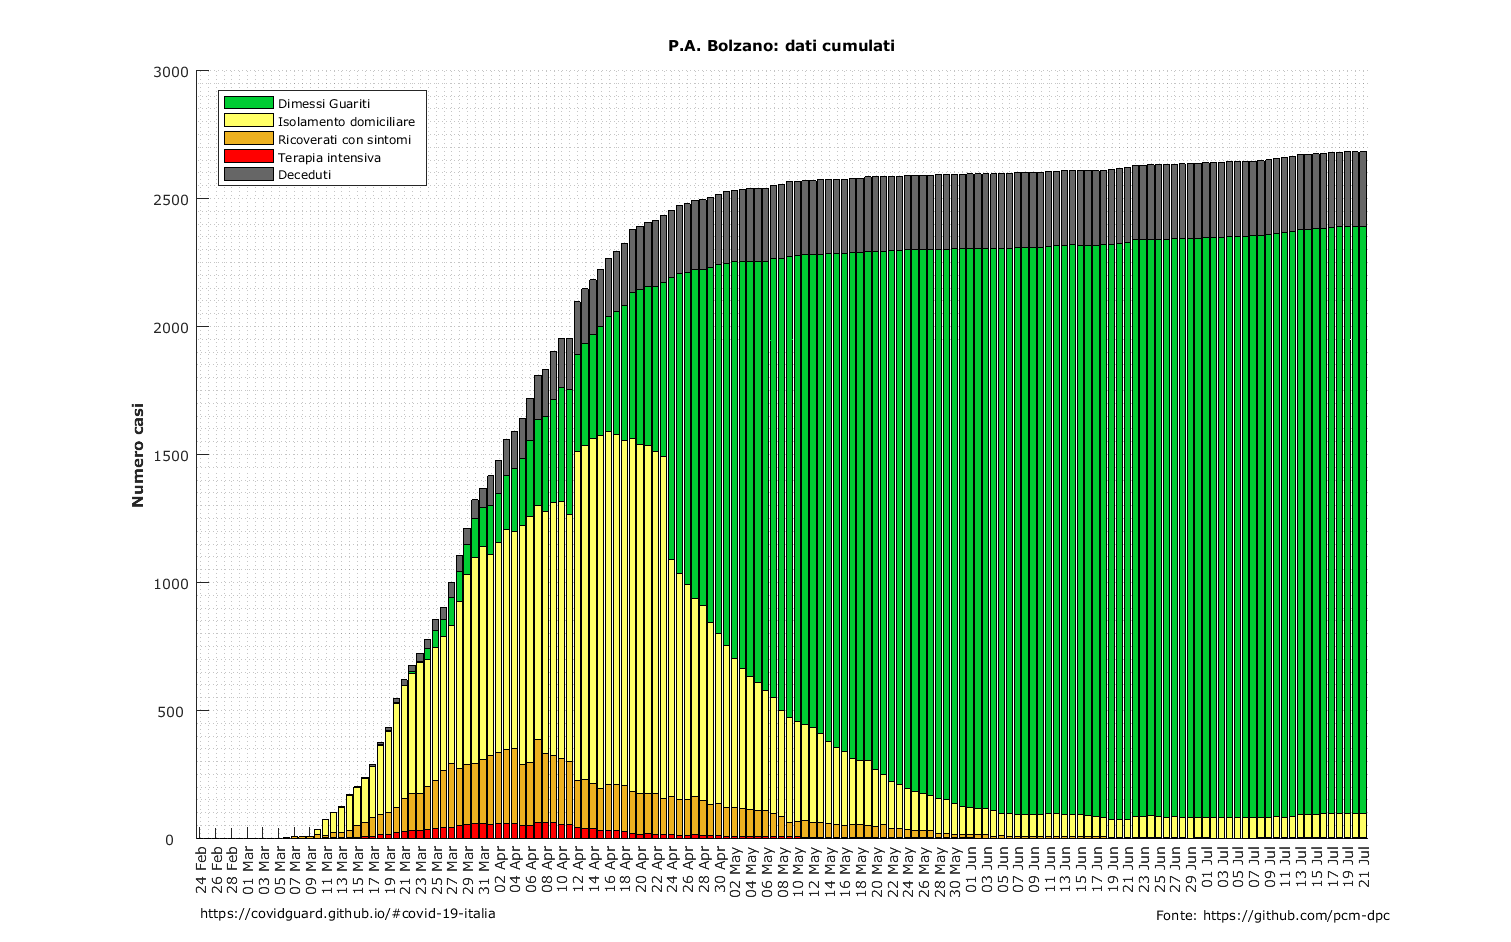 P.A. Bolzano: dati cumulati
3000
2500
2000
1500
1000
500
0
Numero casi
Dimessi Guariti
Isolamento domiciliare
Ricoverati con sintomi
Terapia intensiva
Deceduti
24 Feb
26 Feb
28 Feb
01 Mar
03 Mar
05 Mar
07 Mar
09 Mar
11 Mar
13 Mar
15 Mar
17 Mar
19 Mar
21 Mar
23 Mar
25 Mar
27 Mar
29 Mar
31 Mar
02 Apr
04 Apr
06 Apr
08 Apr
10 Apr
12 Apr
14 Apr
16 Apr
18 Apr
20 Apr
22 Apr
24 Apr
26 Apr
28 Apr
30 Apr
02 May
04 May
06 May
08 May
10 May
12 May
14 May
16 May
18 May
20 May
22 May
24 May
26 May
28 May
30 May
01 Jun
03 Jun
05 Jun
07 Jun
09 Jun
11 Jun
13 Jun
15 Jun
17 Jun
19 Jun
21 Jun
23 Jun
25 Jun
27 Jun
29 Jun
01 Jul
03 Jul
05 Jul
07 Jul
09 Jul
11 Jul
13 Jul
15 Jul
17 Jul
19 Jul
21 Jul
https://covidguard.github.io/#covid-19-italia
Fonte: https://github.com/pcm-dpc